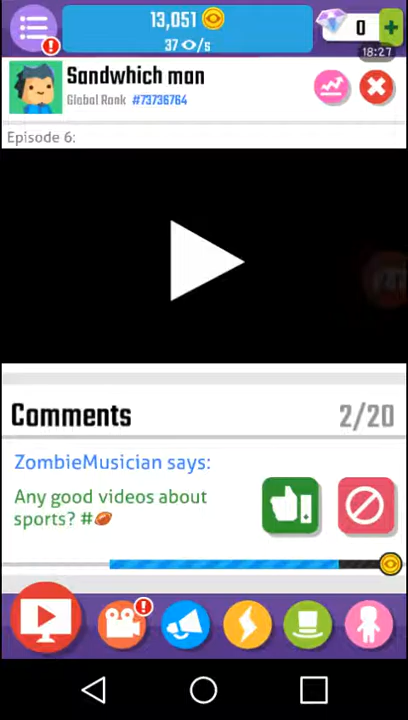 13,051
37 /s
0
18:27
Sandwhich man
Global Rank #73736764
Episode 6:
Comments 2/20
ZombieMusician says:
Any good videos about
sports? #🏈